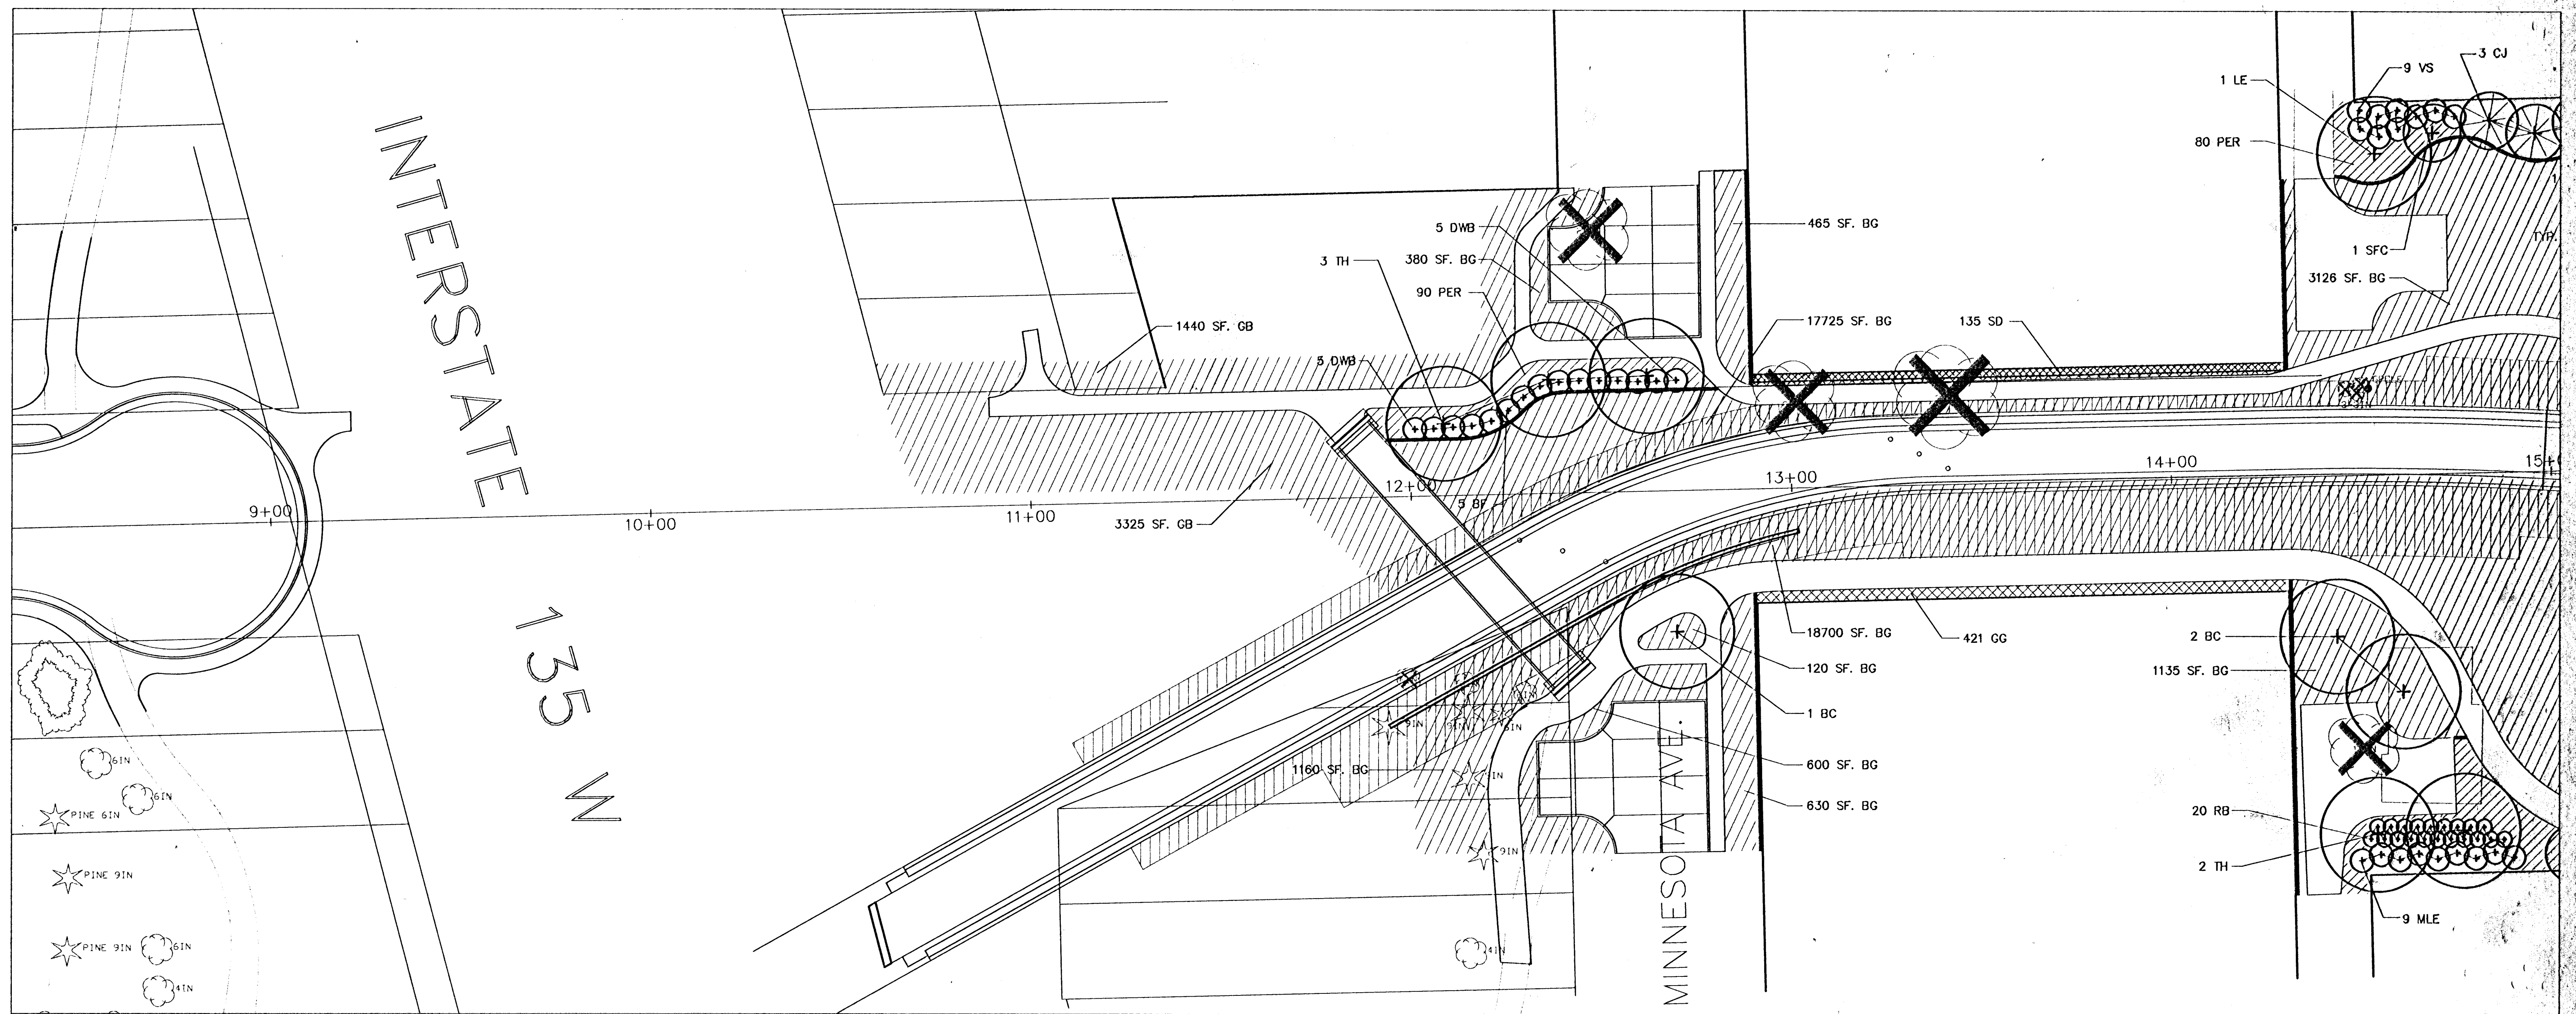 INTERSTATE
135 W
9+00
10+00
11+00
12+00
13+00
14+00
1440 SF. GB
3325 SF. GB
3 TH
5 DWB
380 SF. BG
90 PER
5 DWB
5 BF
465 SF. BG
17725 SF. BG
135 SD
1 LE
9 VS
3 CJ
80 PER
1 SFC
3126 SF. BG
TYP.
18700 SF. BG
421 GG
120 SF. BG
1 BC
600 SF. BG
630 SF. BG
1160 SF. BG
MINNESOTA AVE.
2 BC
1135 SF. BG
20 RB
2 TH
9 MLE
6IN
6IN
PINE 6IN
PINE 9IN
PINE 9IN
6IN
4IN
9IN
9IN
6IN
9IN
4IN